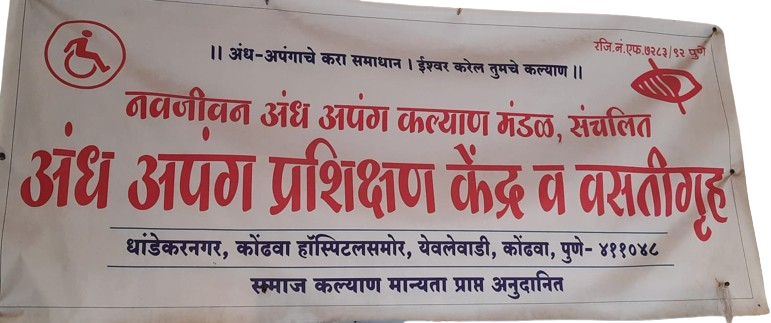 रजि.नं.एफ.७२८३/९२ पुणे
।। अंध-अपंगाचे करा समाधान । ईश्वर करेल तुमचे कल्याण ।।
नवजीवन अंध अपंग कल्याण मंडळ, संचलित
अंध अपंग प्रशिक्षण केंद्र व वसतीगृह
धांडेकरनगर, कोंढवा हॉस्पिटलसमोर, येवलेवाडी, कोंढवा, पुणे- ४११०४८
समाज कल्याण मान्यता प्राप्त अनुदानित